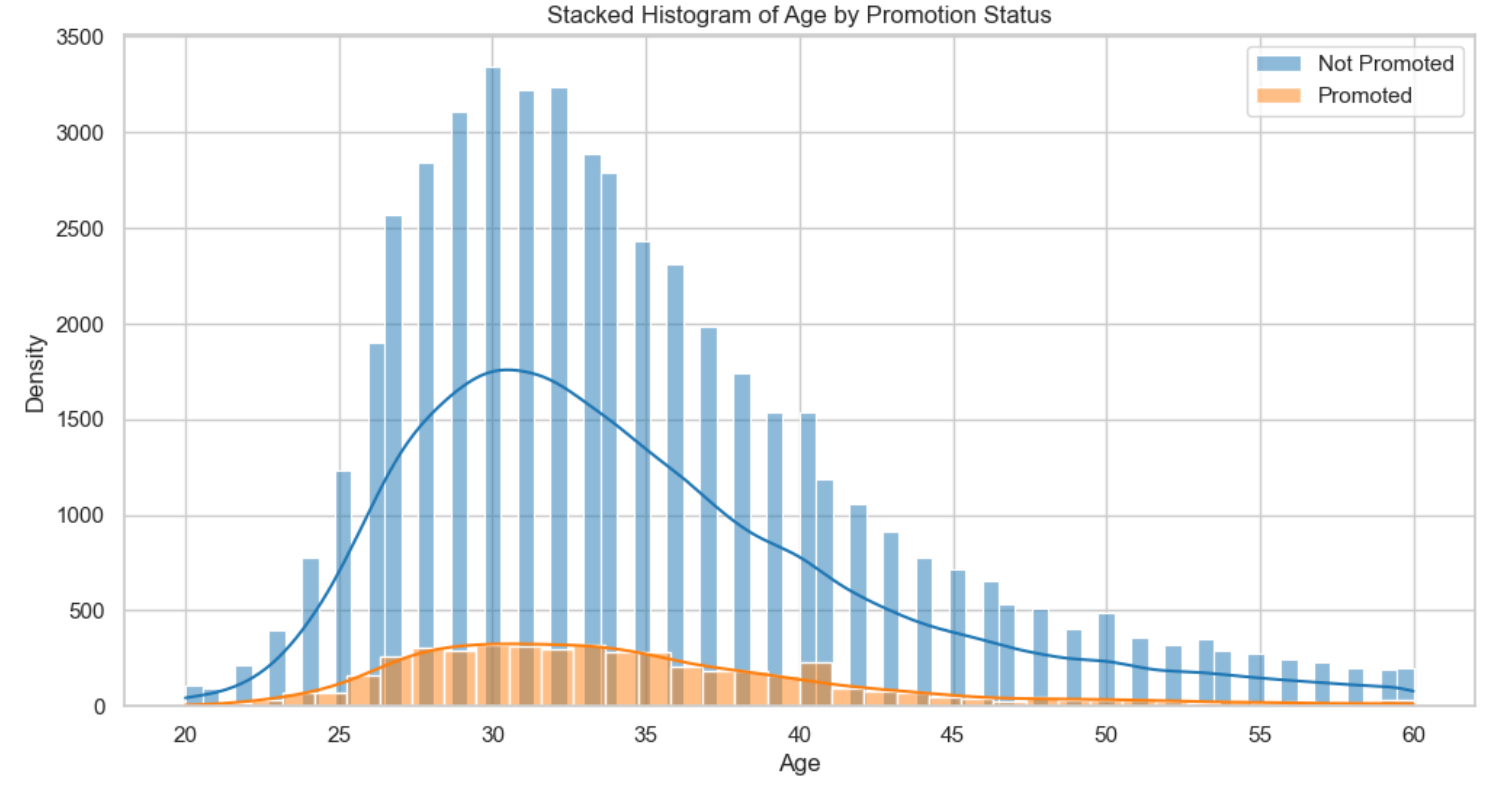 Stacked Histogram of Age by Promotion Status
Not Promoted
Promoted
Density
3500
3000
2500
2000
1500
1000
500
0
20 25 30 35 40 45 50 55 60
Age